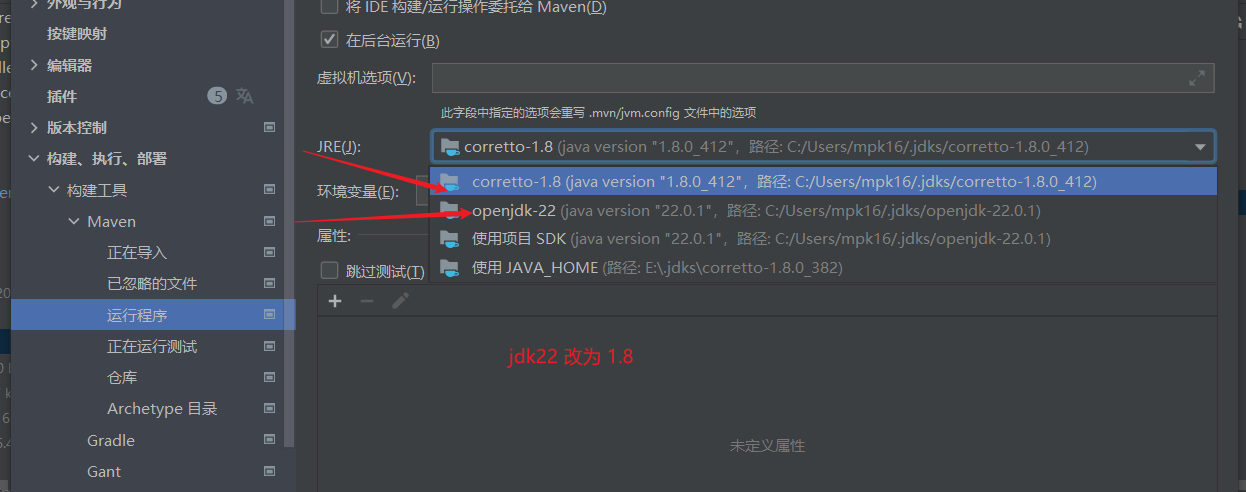 外观与行为
将 IDE 构建/运行操作委托给 Maven(D)
按键映射
在后台运行(B)
编辑器
虚拟机选项(V):
插件
5
此字段中指定的选项会重写 .mvn/jvm.config 文件中的选项
版本控制
JRE(J):
corretto-1.8 (java version "1.8.0_412", 路径: C:/Users/mpk16/.jdks/corretto-1.8.0_412)
构建、执行、部署
corretto-1.8 (java version "1.8.0_412", 路径: C:/Users/mpk16/.jdks/corretto-1.8.0_412)
构建工具
环境变量(E):
openjdk-22 (java version "22.0.1", 路径: C:/Users/mpk16/.jdks/openjdk-22.0.1)
Maven
属性:
使用项目 SDK (java version "22.0.1", 路径: C:/Users/mpk16/.jdks/openjdk-22.0.1)
正在导入
跳过测试(T)
使用 JAVA_HOME (路径: E:\.jdks\corretto-1.8.0_382)
已忽略的文件
运行程序
正在运行测试
jdk22 改为 1.8
仓库
Archetype 目录
Gradle
未定义属性
Gant